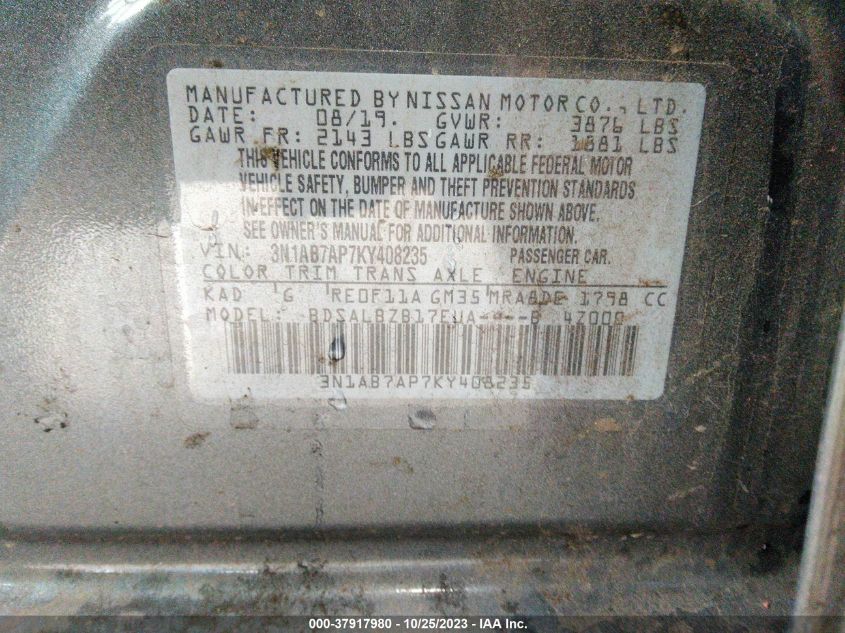 MANUFACTURED BY NISSAN MOTOR CO., LTD.
DATE: 08/19. GVWR: 3876 LBS
GAWR FR: 2143 LBS GAWR RR: 1881 LBS
THIS VEHICLE CONFORMS TO ALL APPLICABLE FEDERAL MOTOR
VEHICLE SAFETY, BUMPER AND THEFT PREVENTION STANDARDS
IN EFFECT ON THE DATE OF MANUFACTURE SHOWN ABOVE.
SEE OWNER'S MANUAL FOR ADDITIONAL INFORMATION.
VIN: 3N1AB7AP7KY408235 PASSENGER CAR.
COLOR TRIM TRANS AXLE ENGINE
KAD G RE0F11A GM35 MRA8DE 1798 CC
MODEL:
3N1AB7AP7KY408235
000-37917980 - 10/25/2023 - IAA Inc.